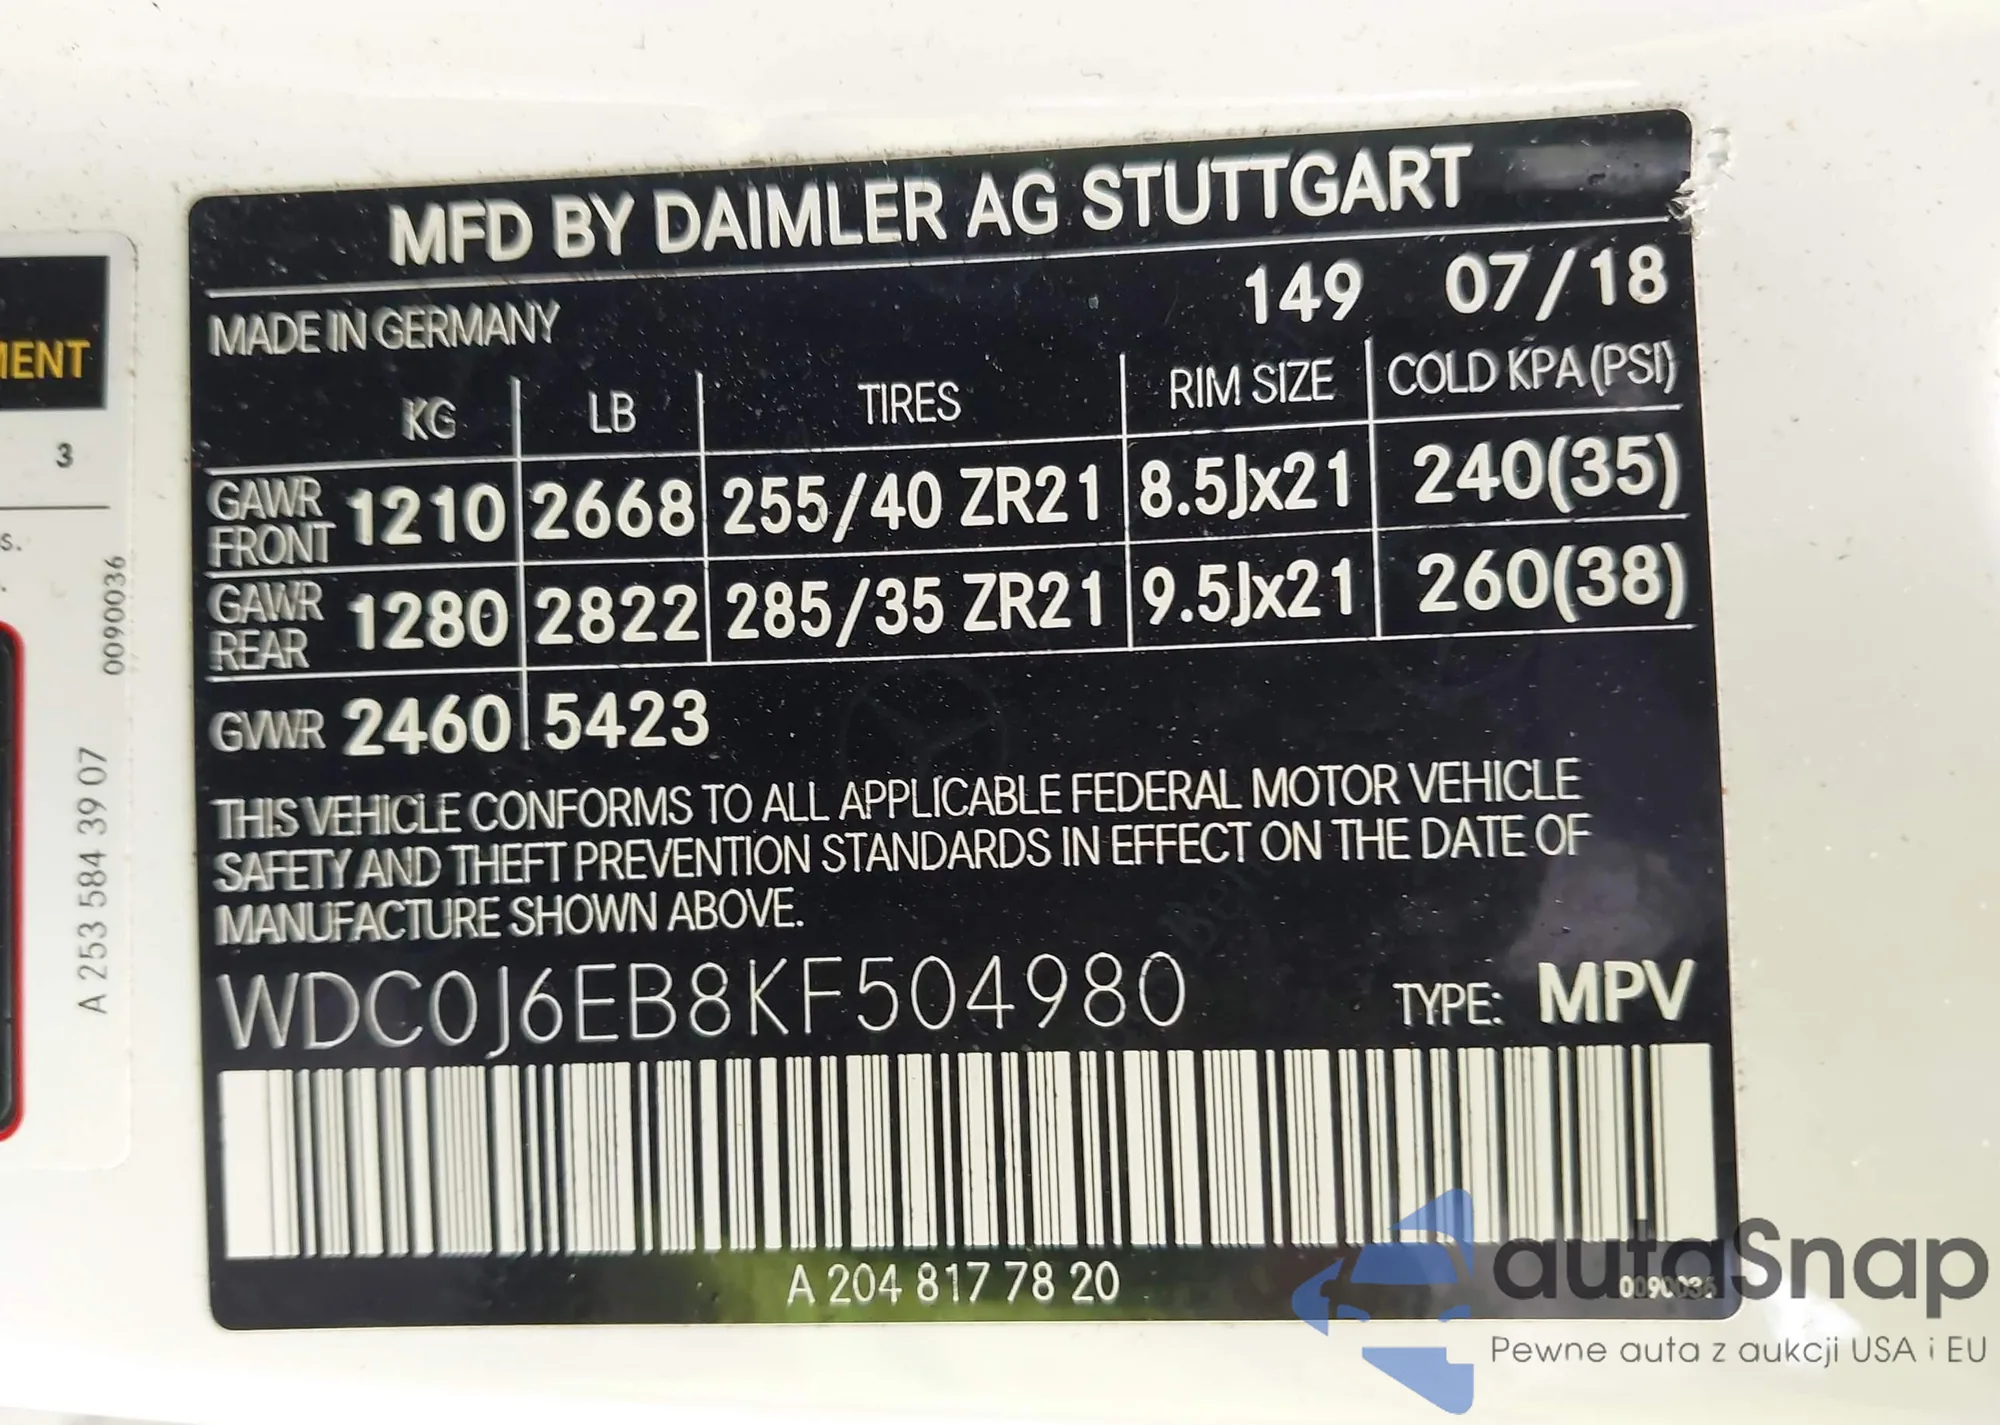 MFD BY DAIMLER AG STUTTGART
MADE IN GERMANY 149 07/18
KG LB TIRES RIM SIZE COLD KPA(PSI)
GAWR FRONT 1210 2668 255/40 ZR21 8.5Jx21 240(35)
GAWR REAR 1280 2822 285/35 ZR21 9.5Jx21 260(38)
GVWR 2460 5423
THIS VEHICLE CONFORMS TO ALL APPLICABLE FEDERAL MOTOR VEHICLE
SAFETY AND THEFT PREVENTION STANDARDS IN EFFECT ON THE DATE OF
MANUFACTURE SHOWN ABOVE.
WDC0J6EB8KF504980 TYPE: MPV
A 204 817 78 20 0090036
3
A 253 584 39 07 0090036
autaSnap
Pewne auta z aukcji USA i EU